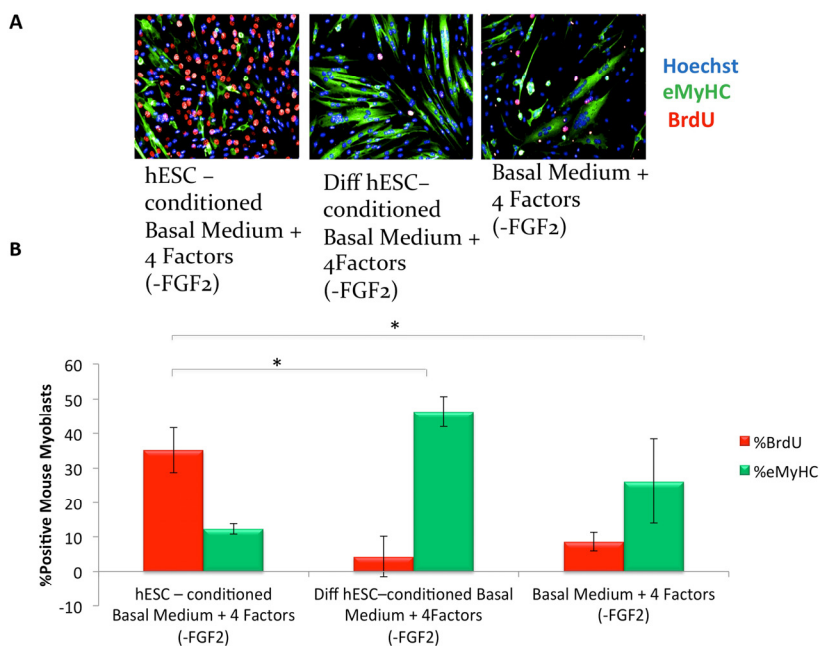 A
Hoechst
eMyHC
BrdU
hESC –
conditioned
Basal Medium +
4 Factors
(-FGF2)
Diff hESC–
conditioned
Basal Medium +
4Factors
(-FGF2)
Basal Medium +
4 Factors
(-FGF2)
B
*
*
%Positive Mouse Myoblasts
60
50
40
30
20
10
0
-10
%BrdU
%eMyHC
hESC – conditioned
Basal Medium + 4 Factors
(-FGF2)
Diff hESC–conditioned Basal
Medium + 4Factors
(-FGF2)
Basal Medium + 4 Factors
(-FGF2)